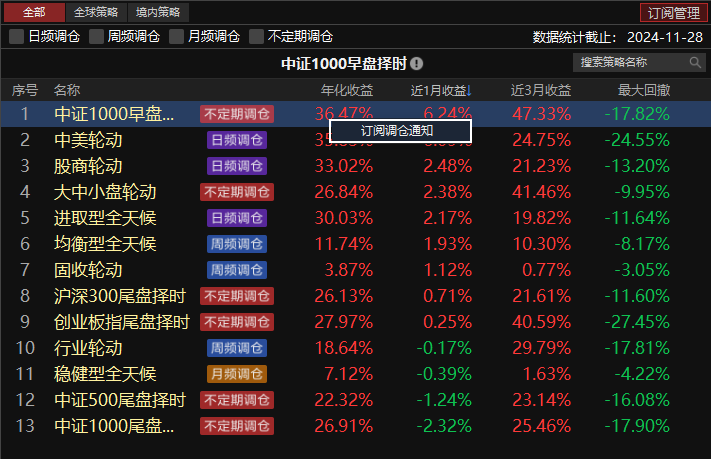 全部 全球策略 境内策略 订阅管理
日频调仓 周频调仓 月频调仓 不定期调仓 数据统计截止： 2024-11-28
中证1000早盘择时 搜索策略名称
序号 名称 年化收益 近1月收益↓ 近3月收益 最大回撤
1 中证1000早盘... 不定期调仓 36.47% 6.24% 47.33% -17.82%
订阅调仓通知
2 中美轮动 日频调仓 24.75% -24.55%
3 股商轮动 日频调仓 33.02% 2.48% 21.23% -13.20%
4 大中小盘轮动 不定期调仓 26.84% 2.38% 41.46% -9.95%
5 进取型全天候 日频调仓 30.03% 2.17% 19.82% -11.64%
6 均衡型全天候 周频调仓 11.74% 1.93% 10.30% -8.17%
7 固收轮动 周频调仓 3.87% 1.12% 0.77% -3.05%
8 沪深300尾盘择时 不定期调仓 26.13% 0.71% 21.61% -11.60%
9 创业板指尾盘择时 不定期调仓 27.97% 0.25% 40.59% -27.45%
10 行业轮动 周频调仓 18.64% -0.17% 29.79% -17.81%
11 稳健型全天候 月频调仓 7.12% -0.39% 1.63% -4.22%
12 中证500尾盘择时 不定期调仓 22.32% -1.24% 23.14% -16.08%
13 中证1000尾盘... 不定期调仓 26.91% -2.32% 25.46% -17.90%